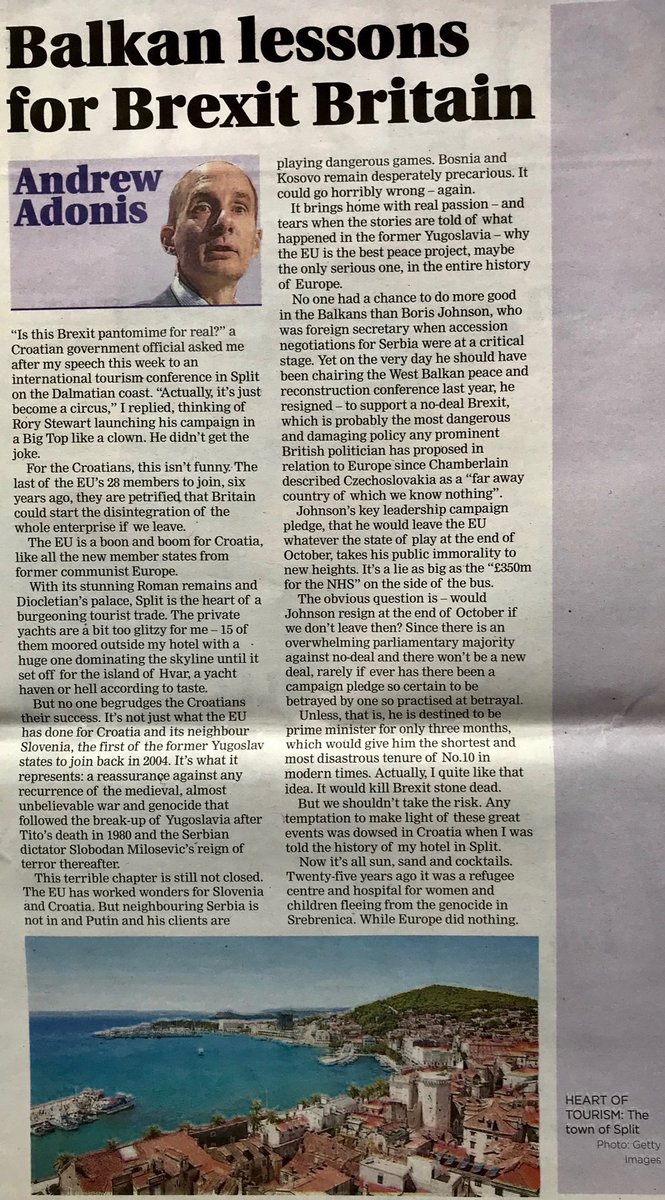 Balkan lessons
for Brexit Britain
Andrew
Adonis
“Is this Brexit pantomime for real?” a
Croatian government official asked me
after my speech this week to an
international tourism conference in Split
on the Dalmatian coast. “Actually, it’s just
become a circus,” I replied, thinking of
Rory Stewart launching his campaign in
a Big Top like a clown. He didn’t get the
joke.
For the Croatians, this isn’t funny. The
last of the EU’s 28 members to join, six
years ago, they are petrified that Britain
could start the disintegration of the
whole enterprise if we leave.
The EU is a boon and boom for Croatia,
like all the new member states from
former communist Europe.
With its stunning Roman remains and
Diocletian’s palace, Split is the heart of a
burgeoning tourist trade. The private
yachts are a bit too glitzy for me – 15 of
them moored outside my hotel with a
huge one dominating the skyline until it
set off for the island of Hvar, a yacht
haven or hell according to taste.
But no one begrudges the Croatians
their success. It’s not just what the EU
has done for Croatia and its neighbour
Slovenia, the first of the former Yugoslav
states to join back in 2004. It’s what it
represents: a reassurance against any
recurrence of the medieval, almost
unbelievable war and genocide that
followed the break-up of Yugoslavia after
Tito’s death in 1980 and the Serbian
dictator Slobodan Milosevic’s reign of
terror thereafter.
This terrible chapter is still not closed.
The EU has worked wonders for Slovenia
and Croatia. But neighbouring Serbia is
not in and Putin and his clients are
playing dangerous games. Bosnia and
Kosovo remain desperately precarious. It
could go horribly wrong – again.
It brings home with real passion – and
tears when the stories are told of what
happened in the former Yugoslavia – why
the EU is the best peace project, maybe
the only serious one, in the entire history
of Europe.
No one had a chance to do more good
in the Balkans than Boris Johnson, who
was foreign secretary when accession
negotiations for Serbia were at a critical
stage. Yet on the very day he should have
been chairing the West Balkan peace and
reconstruction conference last year, he
resigned – to support a no-deal Brexit,
which is probably the most dangerous
and damaging policy any prominent
British politician has proposed in
relation to Europe since Chamberlain
described Czechoslovakia as a “far away
country of which we know nothing”.
Johnson’s key leadership campaign
pledge, that he would leave the EU
whatever the state of play at the end of
October, takes his public immorality to
new heights. It’s a lie as big as the “£350m
for the NHS” on the side of the bus.
The obvious question is – would
Johnson resign at the end of October if
we don’t leave then? Since there is an
overwhelming parliamentary majority
against no-deal and there won’t be a new
deal, rarely if ever has there been a
campaign pledge so certain to be
betrayed by one so practised at betrayal.
Unless, that is, he is destined to be
prime minister for only three months,
which would give him the shortest and
most disastrous tenure of No.10 in
modern times. Actually, I quite like that
idea. It would kill Brexit stone dead.
But we shouldn’t take the risk. Any
temptation to make light of these great
events was dowsed in Croatia when I was
told the history of my hotel in Split.
Now it’s all sun, sand and cocktails.
Twenty-five years ago it was a refugee
centre and hospital for women and
children fleeing from the genocide in
Srebrenica. While Europe did nothing.
HEART OF
TOURISM: The
town of Split
Photo: Getty
Images